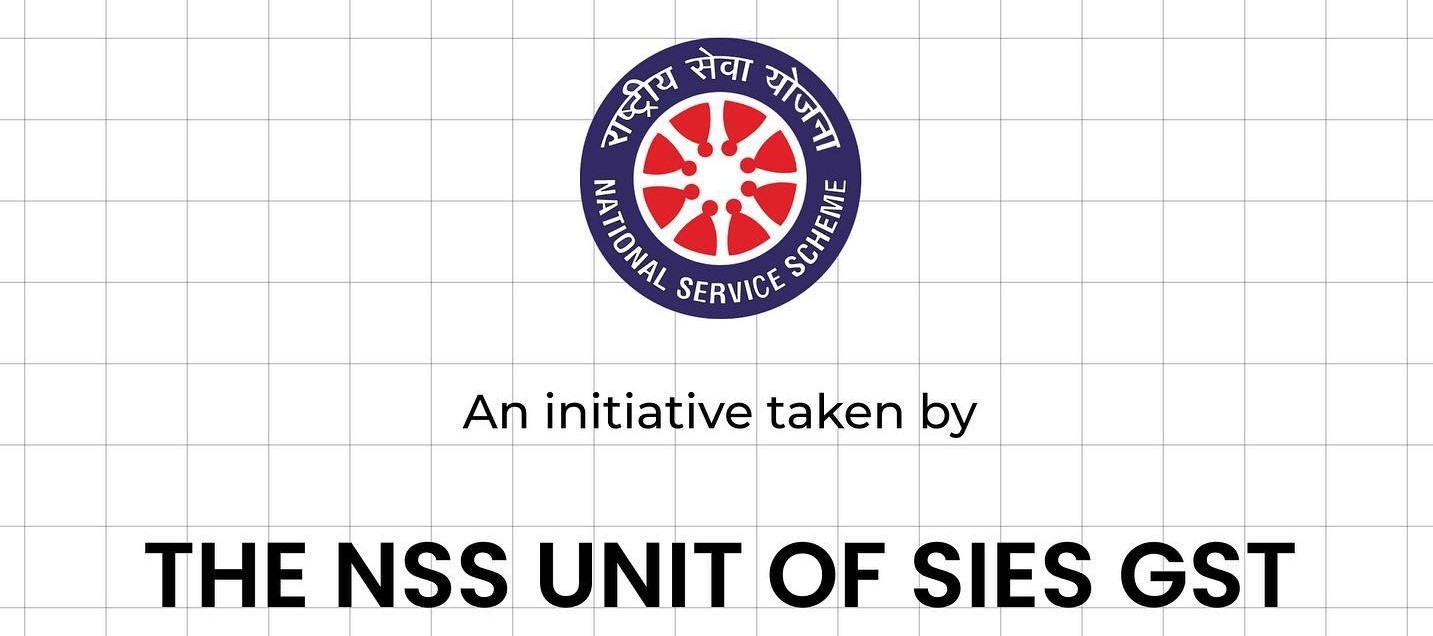 राष्ट्रीय सेवा योजना
NATIONAL SERVICE SCHEME
An initiative taken by
THE NSS UNIT OF SIES GST